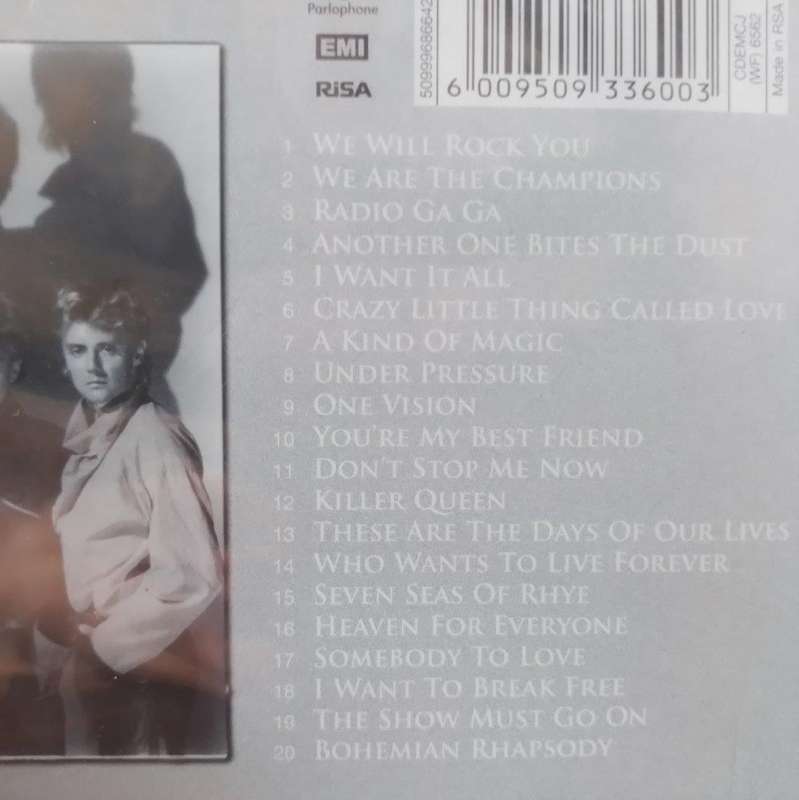 Parlophone
EMI
RiSA
6 009509 336003
CDEMCJ
(WF) 6562
Made in RSA
1 WE WILL ROCK YOU
2 WE ARE THE CHAMPIONS
3 RADIO GA GA
4 ANOTHER ONE BITES THE DUST
5 I WANT IT ALL
6 CRAZY LITTLE THING CALLED LOVE
7 A KIND OF MAGIC
8 UNDER PRESSURE
9 ONE VISION
10 YOU'RE MY BEST FRIEND
11 DON'T STOP ME NOW
12 KILLER QUEEN
13 THESE ARE THE DAYS OF OUR LIVES
14 WHO WANTS TO LIVE FOREVER
15 SEVEN SEAS OF RHYE
16 HEAVEN FOR EVERYONE
17 SOMEBODY TO LOVE
18 I WANT TO BREAK FREE
19 THE SHOW MUST GO ON
20 BOHEMIAN RHAPSODY